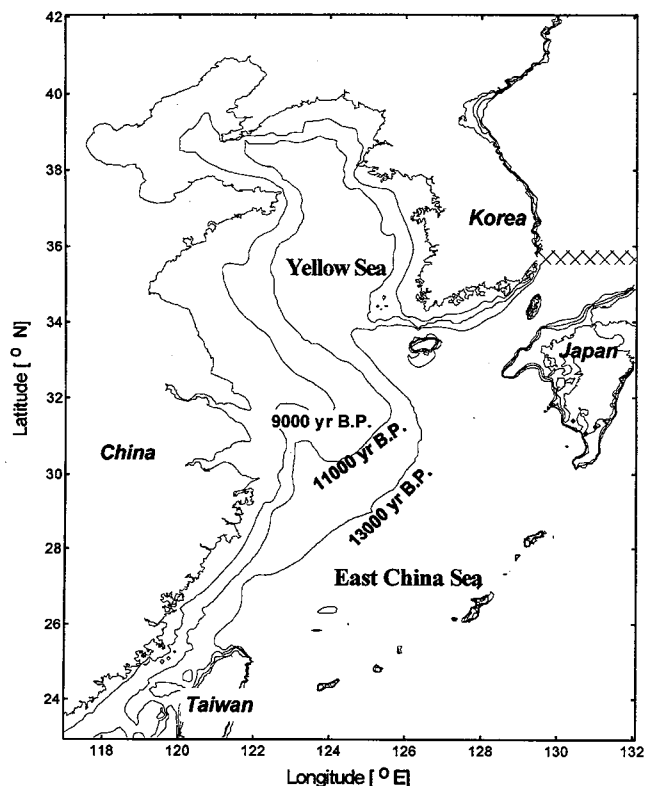 42
40
38
36
34
32
30
28
26
24
Latitude [ o N]
Korea
Yellow Sea
Japan
9000 yr B.P.
China
11000 yr B.P.
13000 yr B.P.
East China Sea
Taiwan
118 120 122 124 126 128 130 132
Longitude [ o E]